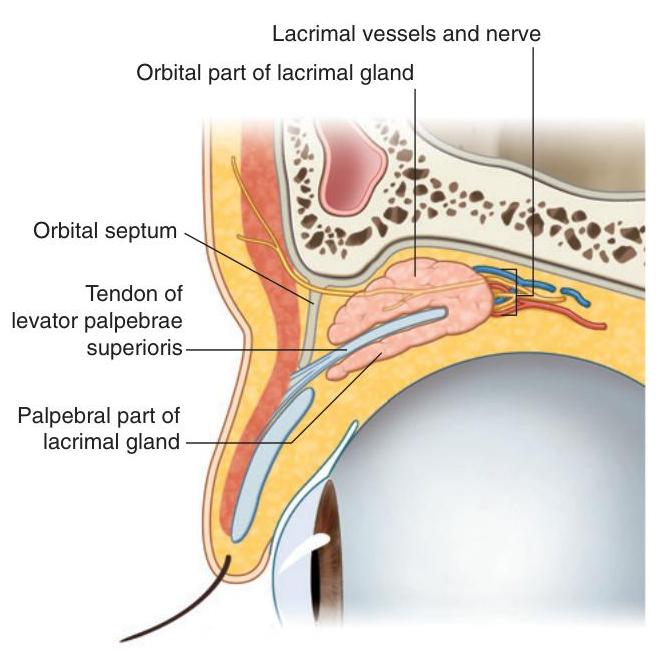 Lacrimal vessels and nerve
Orbital part of lacrimal gland
Orbital septum
Tendon of
levator palpebrae
superioris
Palpebral part of
lacrimal gland